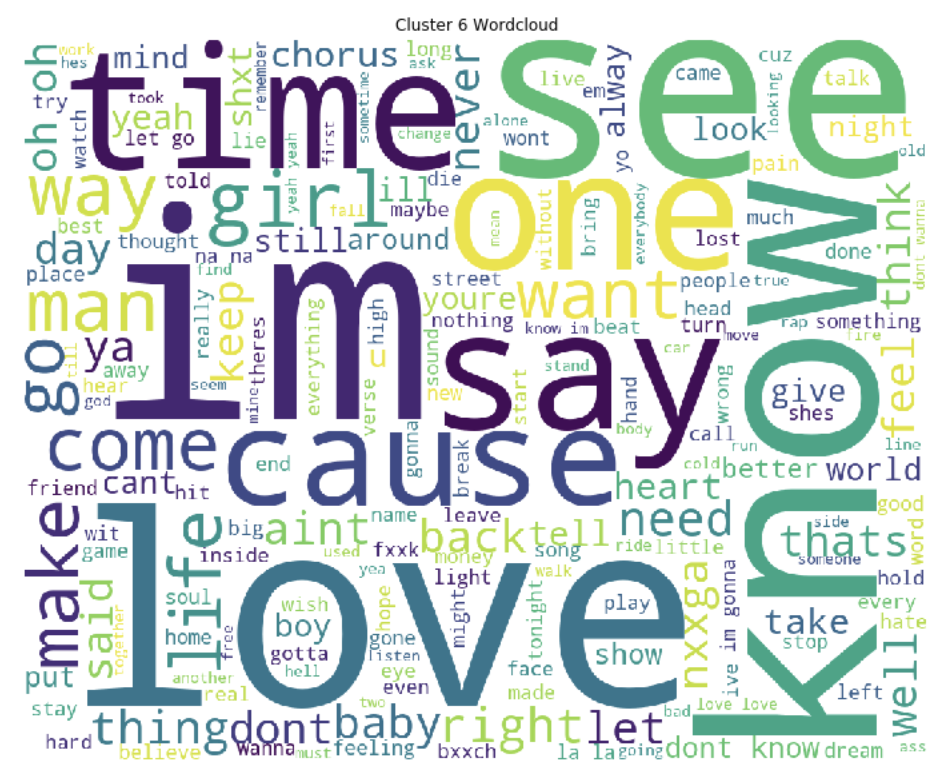 Cluster 6 Wordcloud
work
hes
oh oh
try
mind
time
took
yeah
let go
watch
shxt
lie
remember
chorus
first
sometime
long
ask
change
never
see
live
em
alone
wont
yo
alway
came
look
cuz
looking
talk
night
pain
old
way
best
told
girl
yeah yeah
fall
ill
die
maybe
one
mean
without
bring
everybody
lost
much
done
know
think
dont wanna
day
thought
place
na na
find
still
around
street
people
true
head
man
im
really
keep
theres
mine
everything
high
u
verse
youre
nothing
sound
new
want
know im
beat
turn
move
rap
something
fire
go
till
ya
away
hear
god
seem
say
start
stand
car
body
hand
wrong
give
shes
feel
line
call
run
come
cause
end
gonna
break
cold
better
world
heart
friend
cant
hit
make
wit
game
love
life
big
inside
aint
name
used
fxxk
yea
leave
back
money
light
tell
song
walk
need
ride
little
thats
side
someone
good
word
hold
every
hate
said
together
soul
home
another
free
wish
boy
gotta
hell
hope
gone
listen
eye
even
two
might
tonight
face
made
play
show
nxxga
ive
im gonna
take
stop
left
well
love love
bad
put
stay
real
hard
thing
believe
dont
wanna
must
baby
feeling
right
bxxch
let
la la
going
dont know
dream
ass